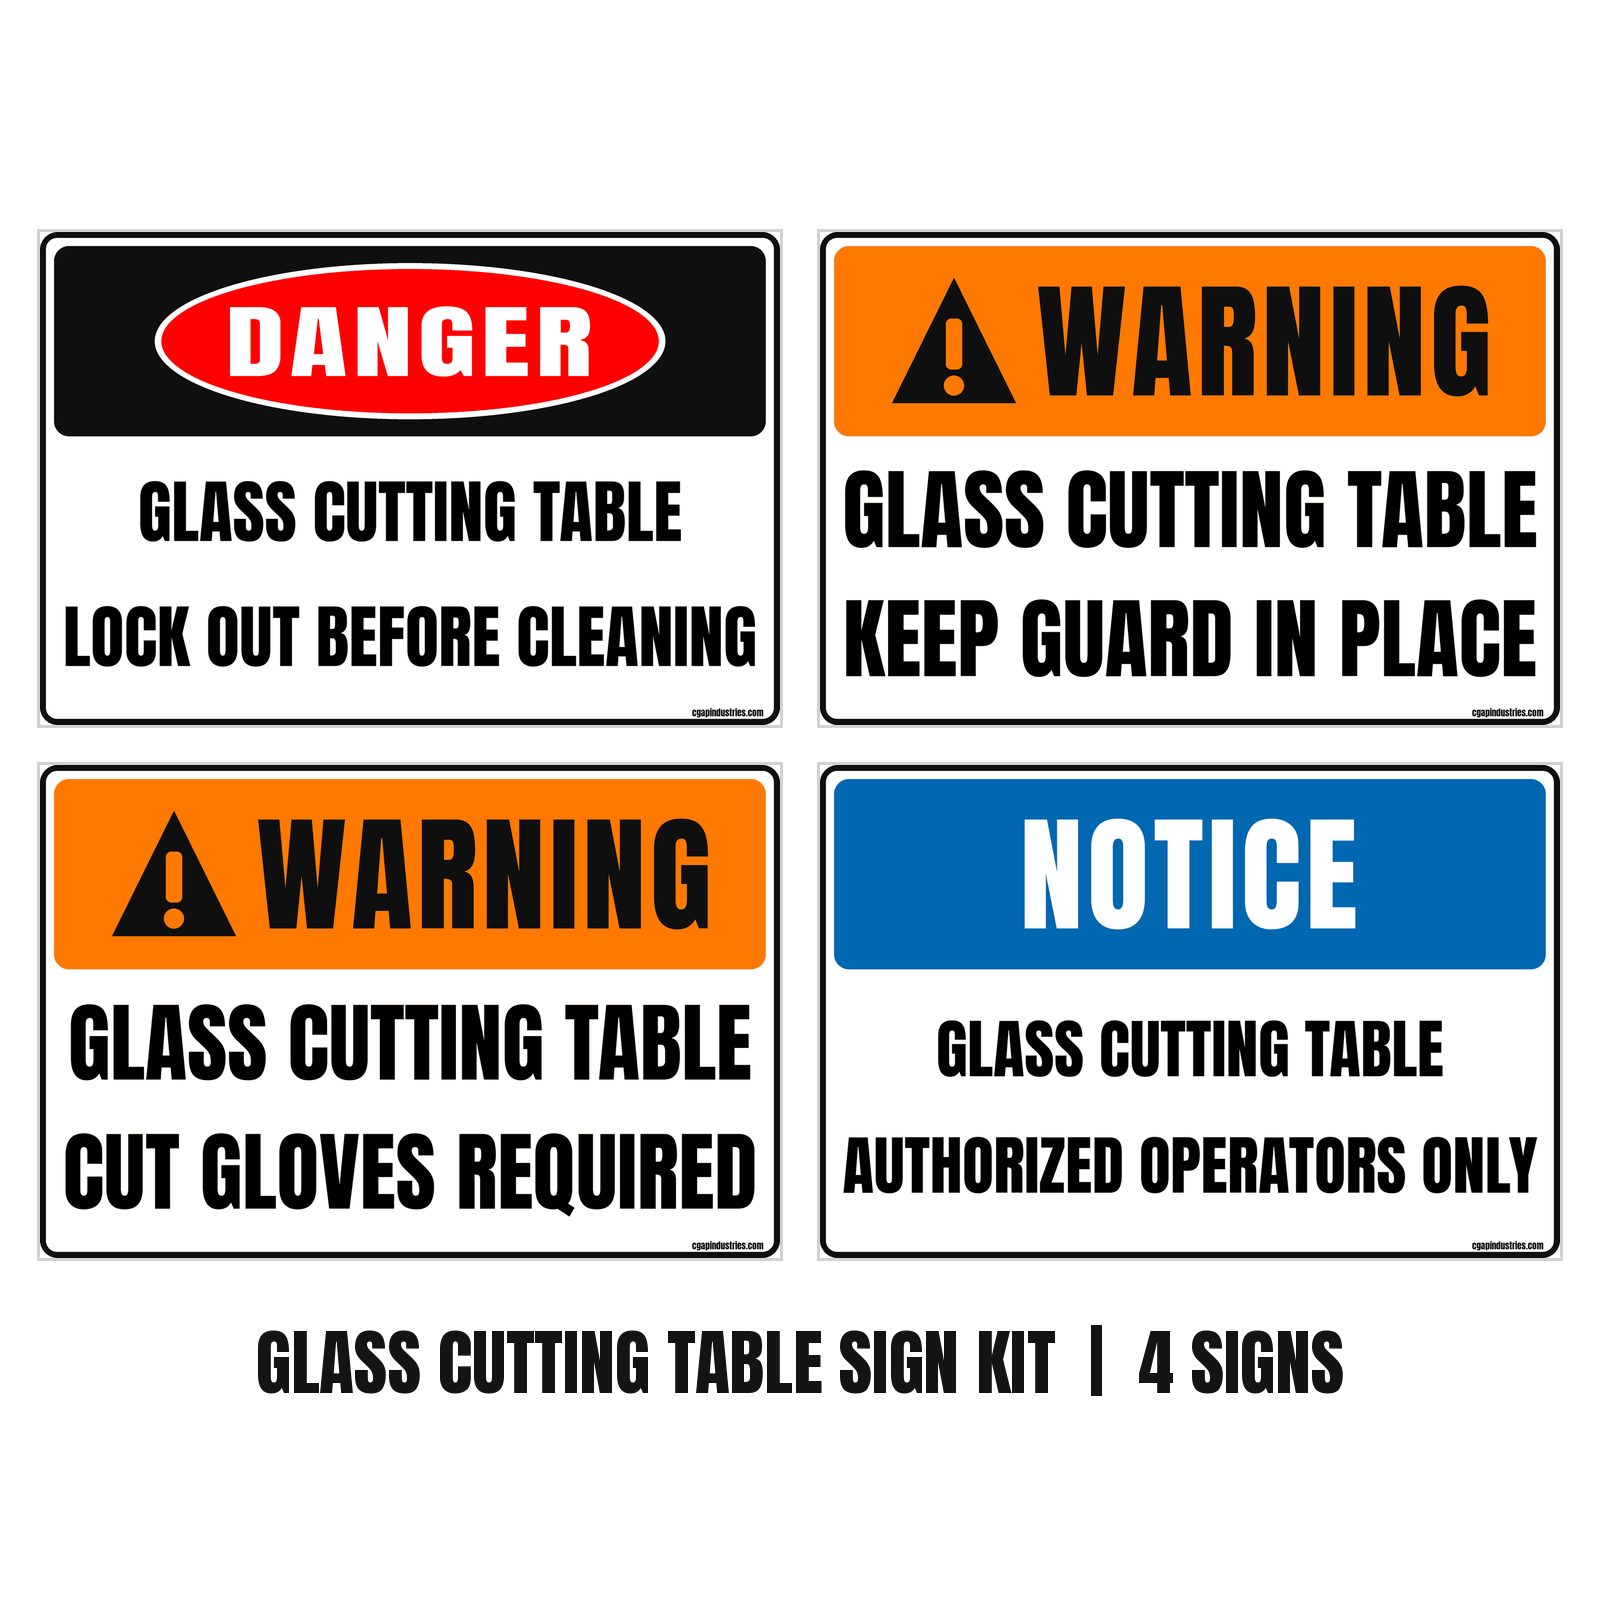 DANGER
GLASS CUTTING TABLE
LOCK OUT BEFORE CLEANING
cgapindustries.com
WARNING
GLASS CUTTING TABLE
KEEP GUARD IN PLACE
cgapindustries.com
WARNING
GLASS CUTTING TABLE
CUT GLOVES REQUIRED
cgapindustries.com
NOTICE
GLASS CUTTING TABLE
AUTHORIZED OPERATORS ONLY
cgapindustries.com
GLASS CUTTING TABLE SIGN KIT | 4 SIGNS